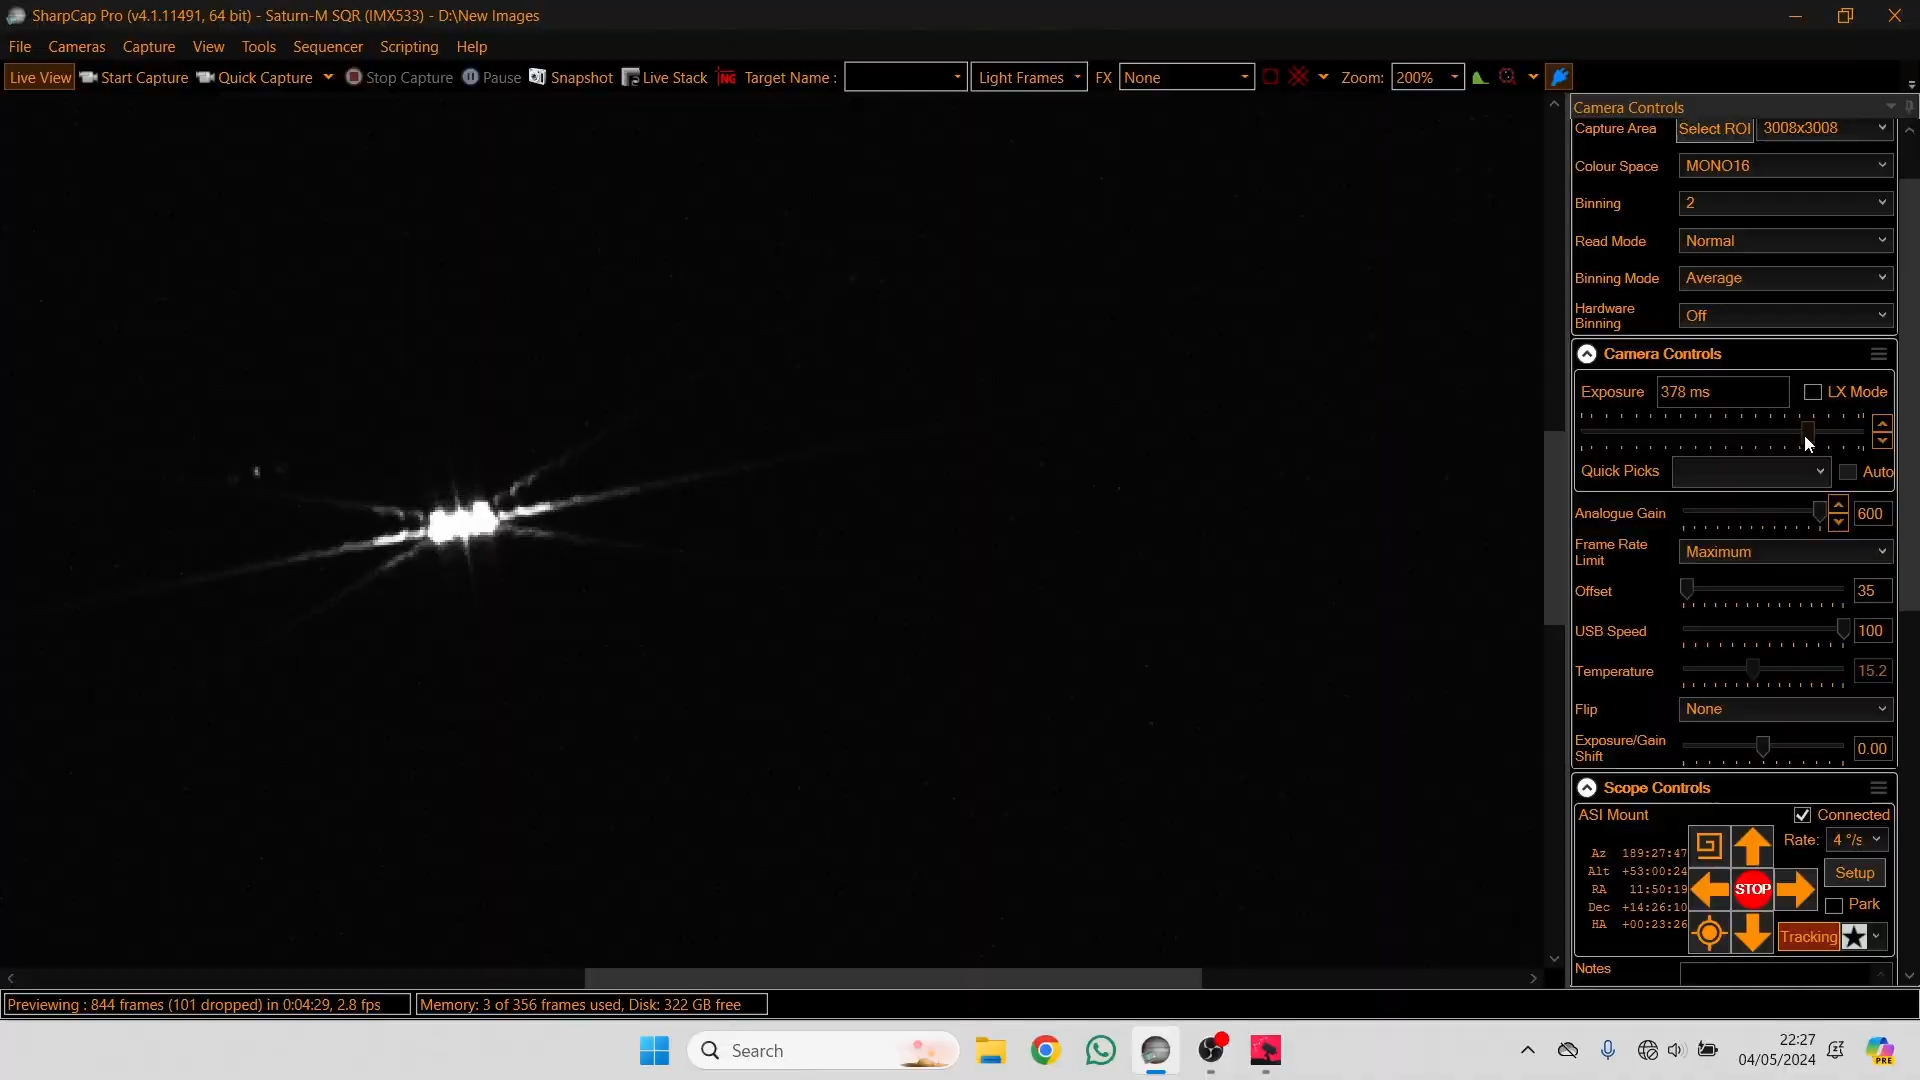 SharpCap Pro (v4.1.11491, 64 bit) - Saturn-M SQR (IMX533) - D:\New Images
File Cameras Capture View Tools Sequencer Scripting Help
Live View Start Capture Quick Capture Stop Capture Pause Snapshot Live Stack NG Target Name : Light Frames FX None Zoom: 200%
Camera Controls
Capture Area Select ROI 3008x3008
Colour Space MONO16
Binning 2
Read Mode Normal
Binning Mode Average
Hardware Binning Off
Camera Controls
Exposure 378 ms LX Mode
Quick Picks Auto
Analogue Gain 600
Frame Rate Limit Maximum
Offset 35
USB Speed 100
Temperature 15.2
Flip None
Exposure/Gain Shift 0.00
Scope Controls
ASI Mount Connected
Rate: 4 °/s
Az 189:27:47
Alt +53:00:24
Setup
RA 11:50:19
STOP
Dec +14:26:10
Park
HA +00:23:26
Tracking
Notes
Previewing : 844 frames (101 dropped) in 0:04:29, 2.8 fps
Memory: 3 of 356 frames used, Disk: 322 GB free
Search
22:27
04/05/2024
PRE